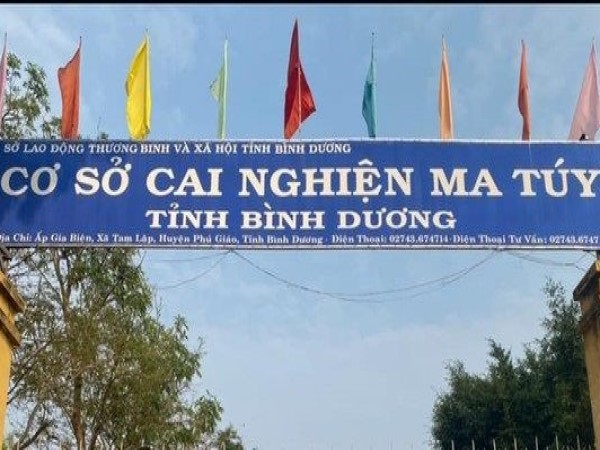 SỞ LAO ĐỘNG THƯƠNG BINH VÀ XÃ HỘI TỈNH BÌNH DƯƠNG
CƠ SỞ CAI NGHIỆN MA TÚY
TỈNH BÌNH DƯƠNG
Địa Chỉ: Ấp Gia Biện, Xã Tam Lập, Huyện Phú Giáo, Tỉnh Bình Dương - Điện Thoại: 02743.674714 - Điện Thoại Tư Vấn: 02743.674